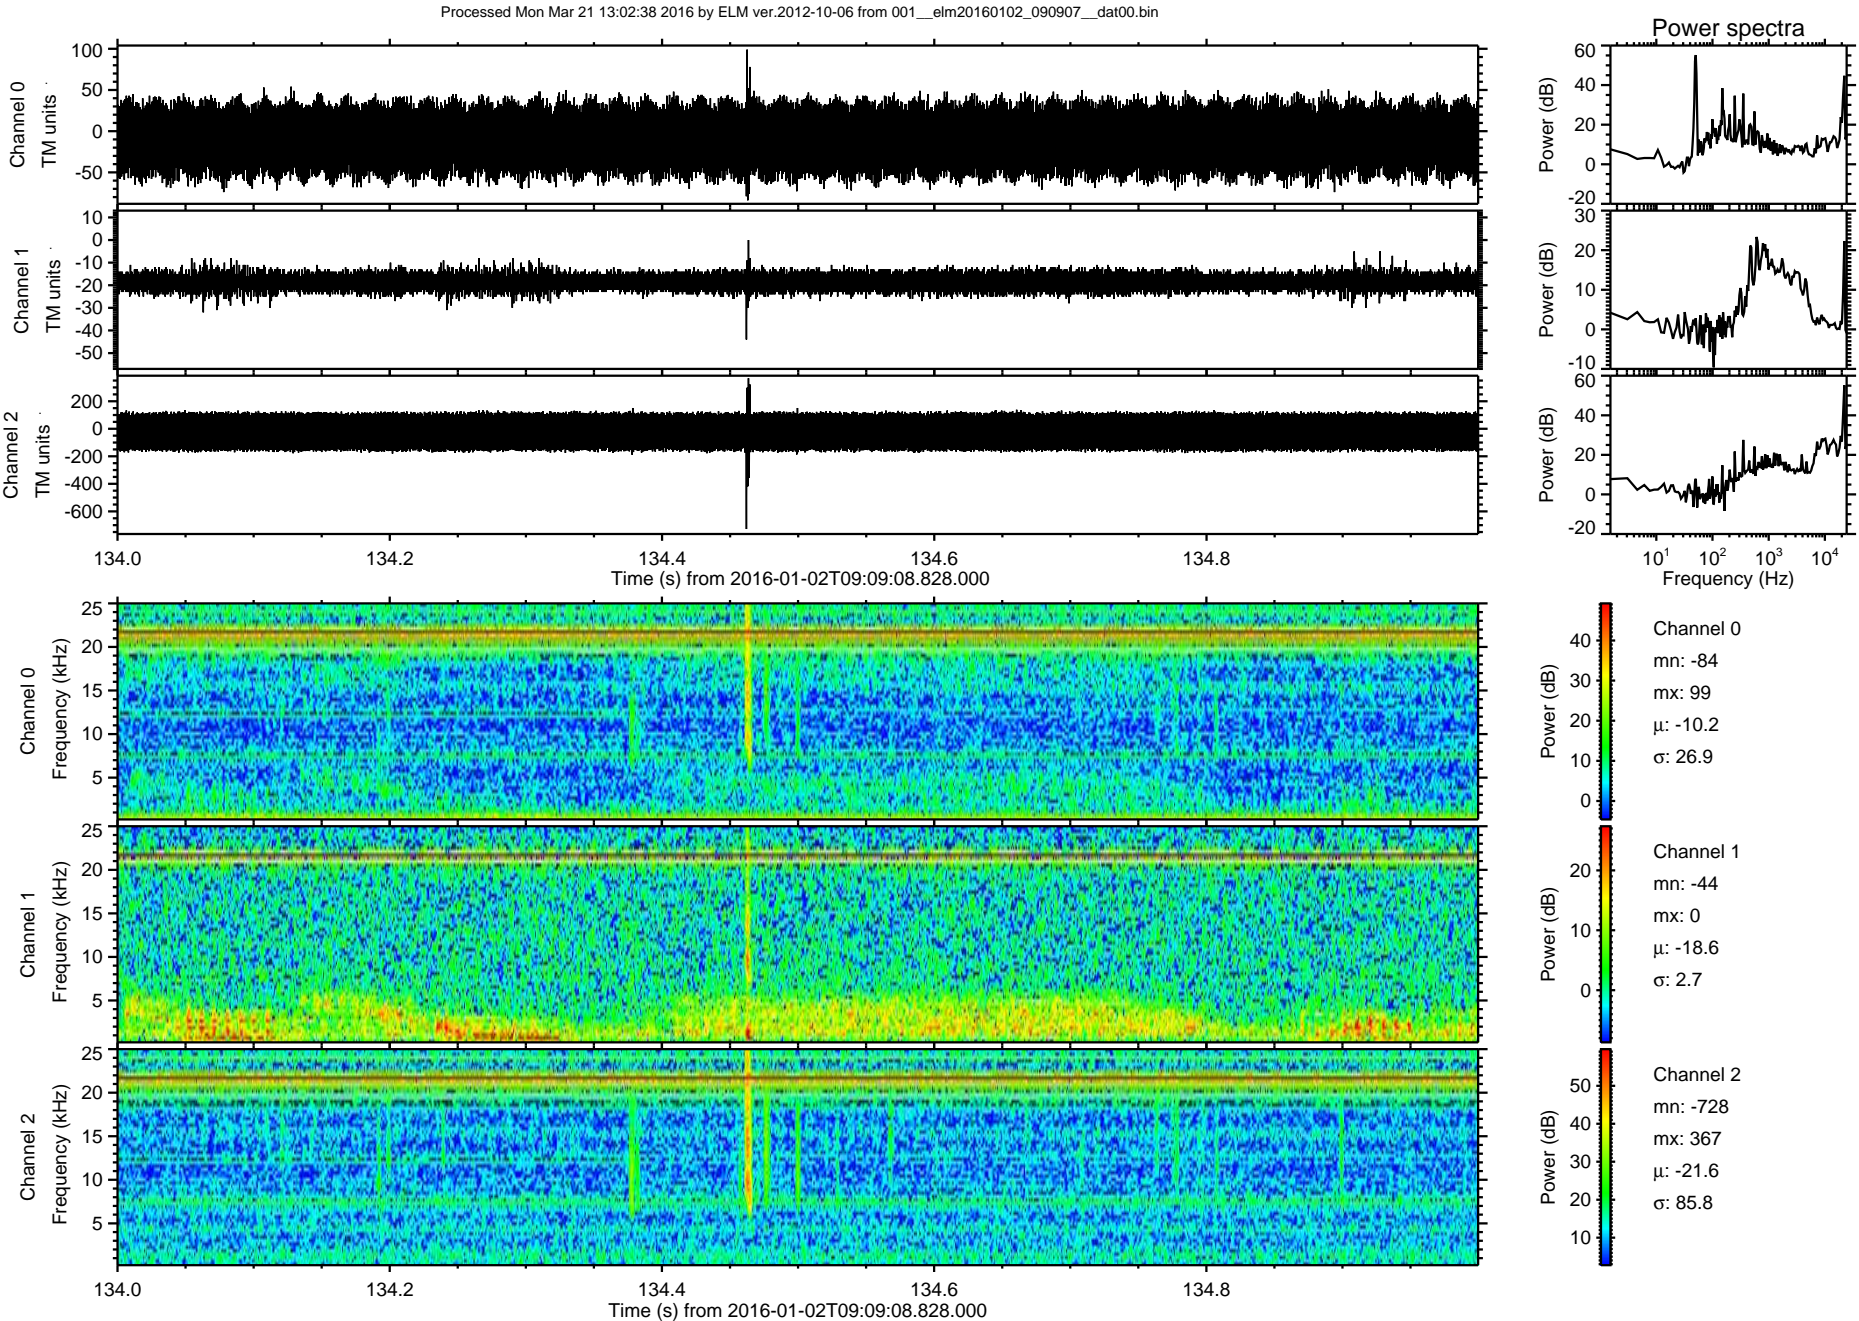 Processed Mon Mar 21 13:02:38 2016 by ELM ver.2012-10-06 from 001__elm20160102_090907__dat00.bin
Power spectra
Channel 0
TM units
100
50
0
-50
Power (dB)
60
40
20
0
-20
Channel 1
TM units
10
0
-10
-20
-30
-40
-50
Power (dB)
30
20
10
0
-10
Channel 2
TM units
200
0
-200
-400
-600
Power (dB)
60
40
20
0
-20
134.0 134.2 134.4 134.6 134.8
Time (s) from 2016-01-02T09:09:08.828.000
10^1 10^2 10^3 10^4
Frequency (Hz)
Channel 0
Frequency (kHz)
25
20
15
10
5
Power (dB)
40
30
20
10
0
Channel 0
mn: -84
mx: 99
μ: -10.2
σ: 26.9
Channel 1
Frequency (kHz)
25
20
15
10
5
Power (dB)
20
10
0
Channel 1
mn: -44
mx: 0
μ: -18.6
σ: 2.7
Channel 2
Frequency (kHz)
25
20
15
10
5
Power (dB)
50
40
30
20
10
Channel 2
mn: -728
mx: 367
μ: -21.6
σ: 85.8
134.0 134.2 134.4 134.6 134.8
Time (s) from 2016-01-02T09:09:08.828.000